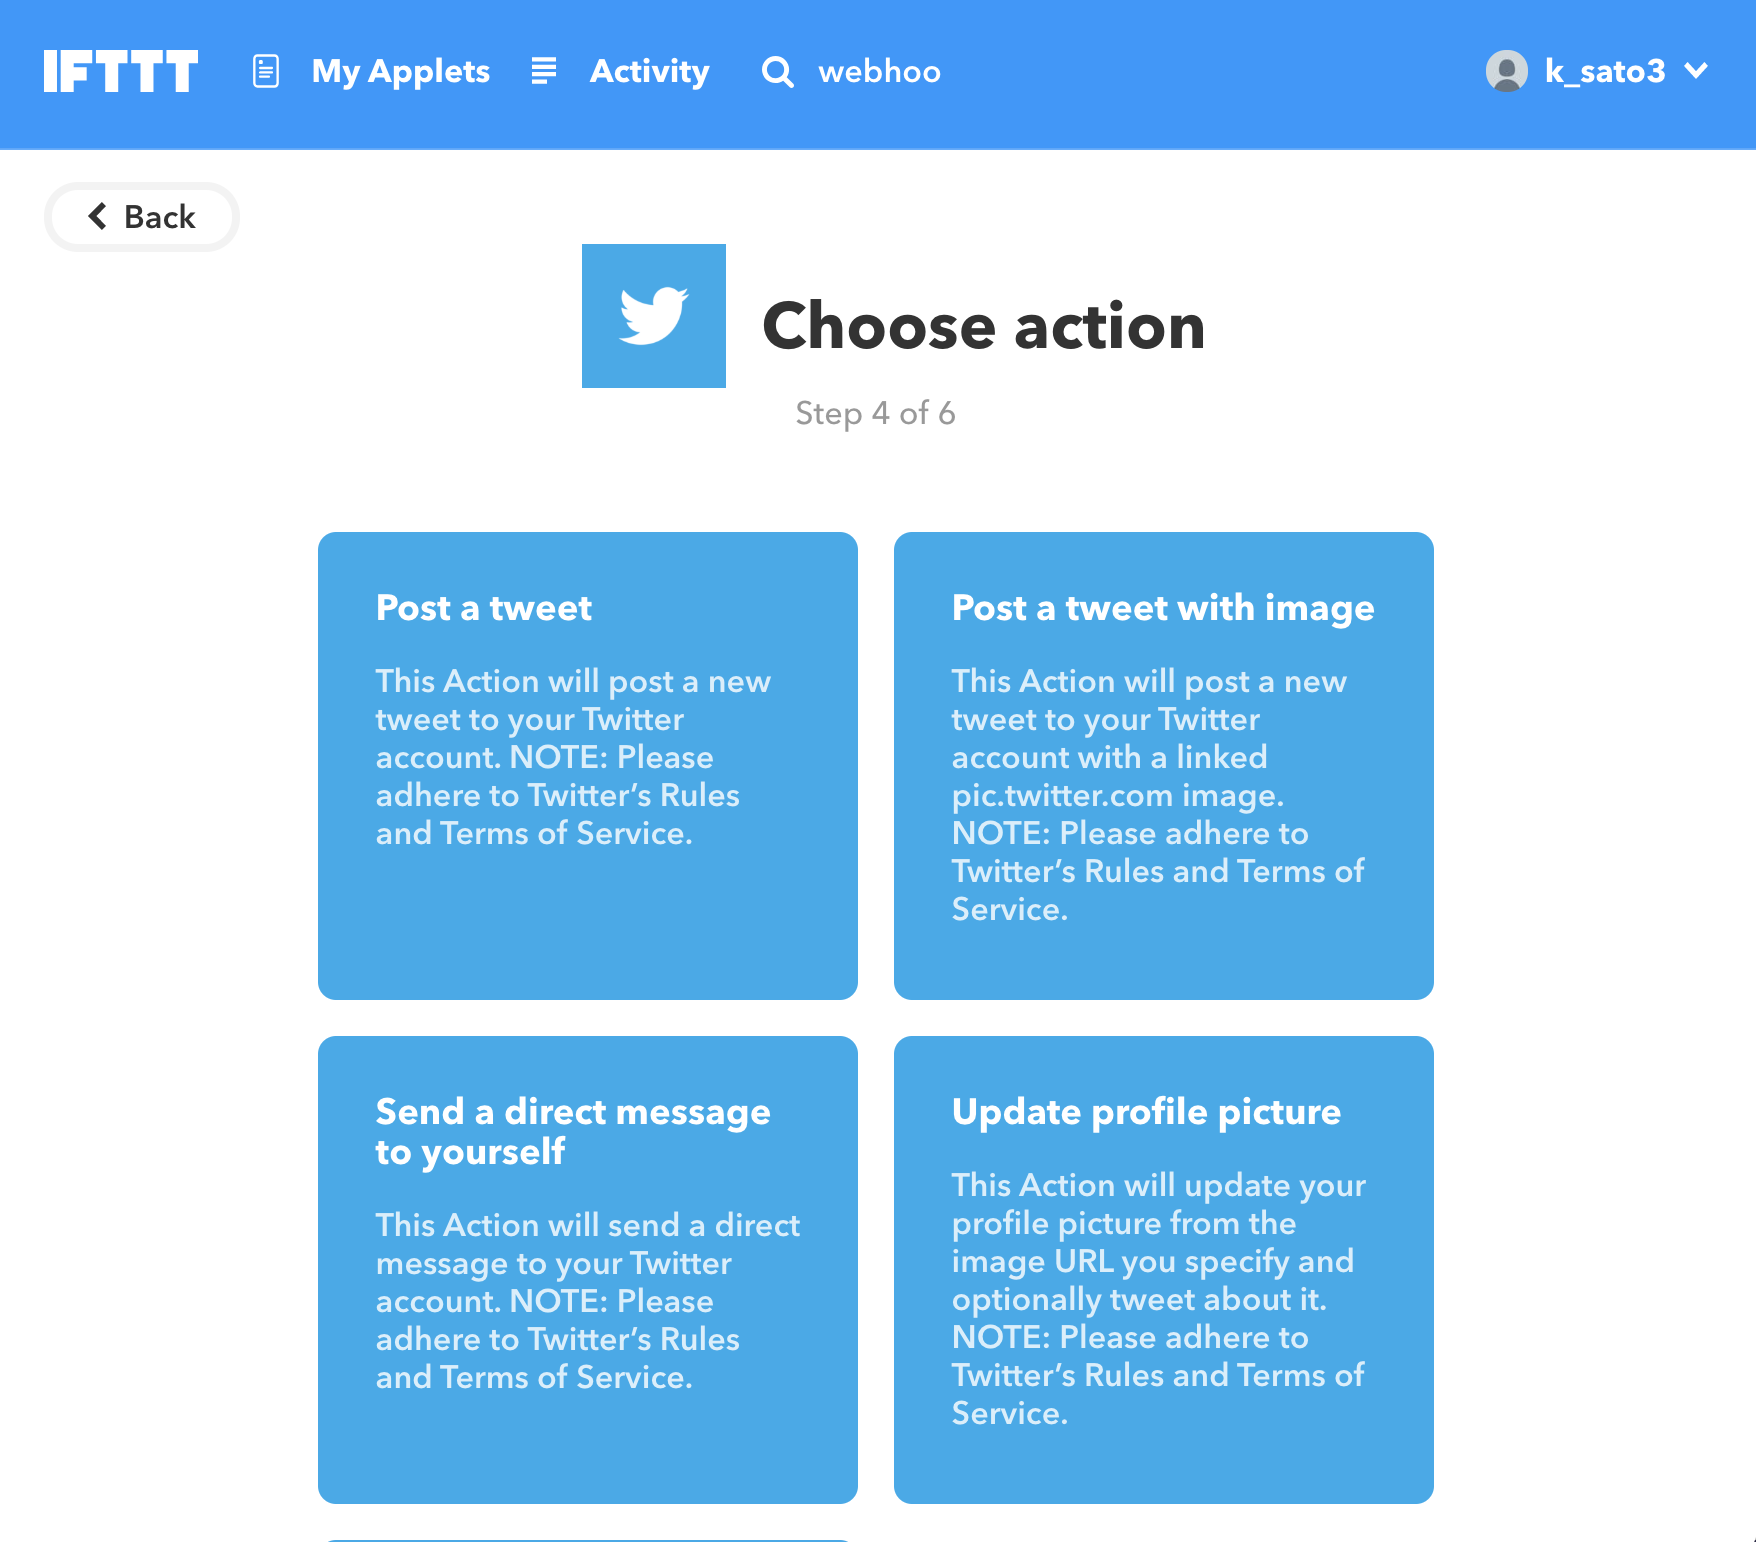 IFTTT My Applets Activity webhoo k_sato3
Back
Choose action
Step 4 of 6
Post a tweet
This Action will post a new
tweet to your Twitter
account. NOTE: Please
adhere to Twitter’s Rules
and Terms of Service.
Post a tweet with image
This Action will post a new
tweet to your Twitter
account with a linked
pic.twitter.com image.
NOTE: Please adhere to
Twitter’s Rules and Terms of
Service.
Send a direct message
to yourself
This Action will send a direct
message to your Twitter
account. NOTE: Please
adhere to Twitter’s Rules
and Terms of Service.
Update profile picture
This Action will update your
profile picture from the
image URL you specify and
optionally tweet about it.
NOTE: Please adhere to
Twitter’s Rules and Terms of
Service.